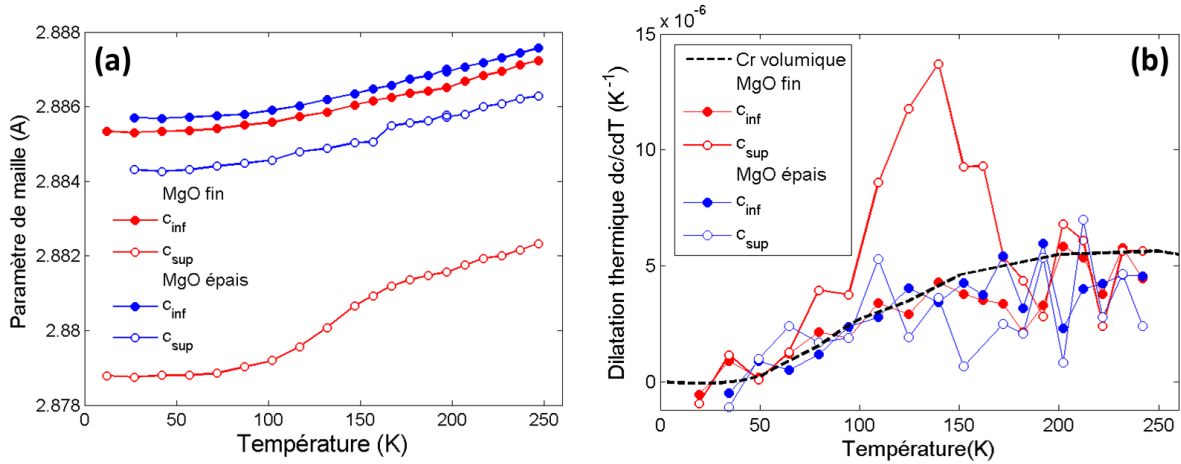 (a)
2.888
2.886
2.884
2.882
2.88
2.878
Paramètre de maille (A)
MgO fin
c_inf
c_sup
MgO épais
c_inf
c_sup
0
50
100
150
200
250
Température (K)
(b)
x 10^-6
15
10
5
0
Dilatation thermique dc/cdT (K^-1)
Cr volumique
MgO fin
c_inf
c_sup
MgO épais
c_inf
c_sup
0
50
100
150
200
250
Température(K)